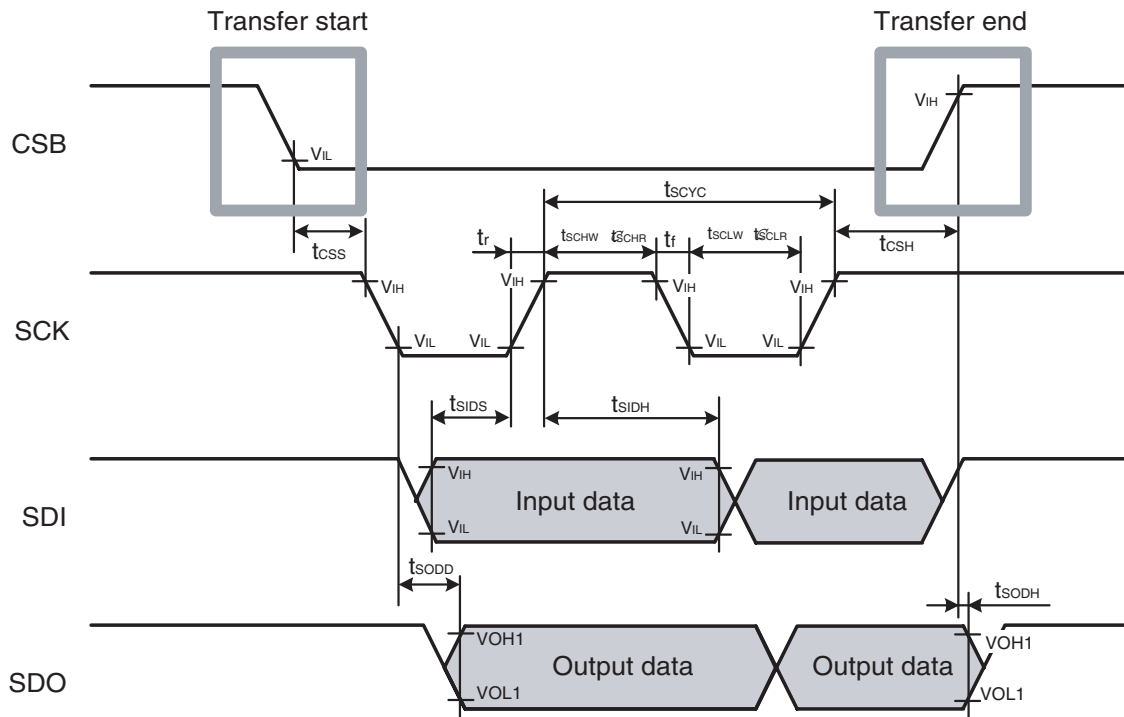 Transfer start
Transfer end
CSB
VIL
VIH
tCSS
tSCYC
tCSH
tr
tSCHW
tSCHR
tf
tSCLW
tSCLR
SCK
VIH
VIH
VIH
VIH
VIL
VIL
VIL
VIL
tSIDS
tSIDH
SDI
VIH
VIH
Input data
Input data
VIL
VIL
tSODD
tSODH
SDO
VOH1
VOH1
Output data
Output data
VOL1
VOL1